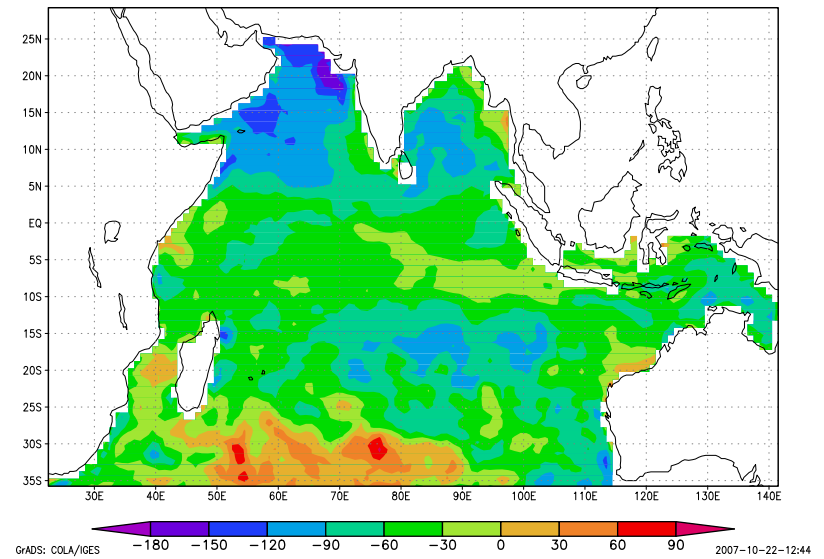 25N
20N
15N
10N
5N
EQ
5S
10S
15S
20S
25S
30S
35S
30E 40E 50E 60E 70E 80E 90E 100E 110E 120E 130E 140E
−180 −150 −120 −90 −60 −30 0 30 60 90
GrADS: COLA/IGES 2007-10-22-12:44